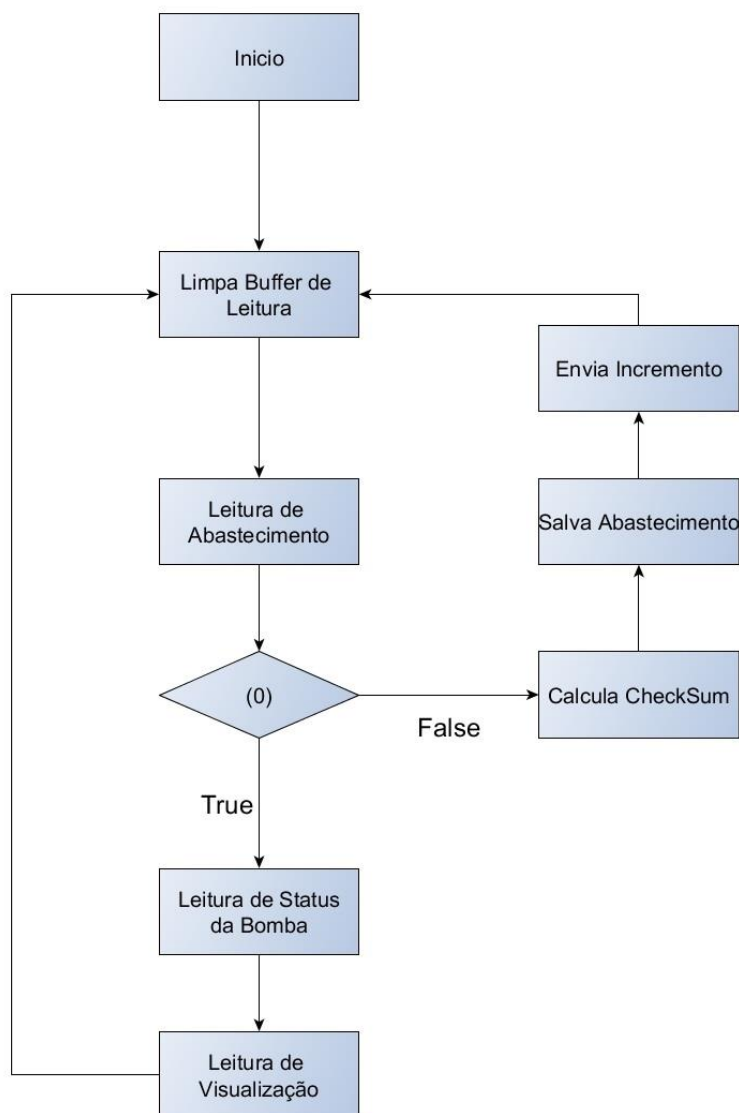 Inicio
Limpa Buffer de
Leitura
Envia Incremento
Leitura de
Abastecimento
Salva Abastecimento
(0)
False
Calcula CheckSum
True
Leitura de Status
da Bomba
Leitura de
Visualização